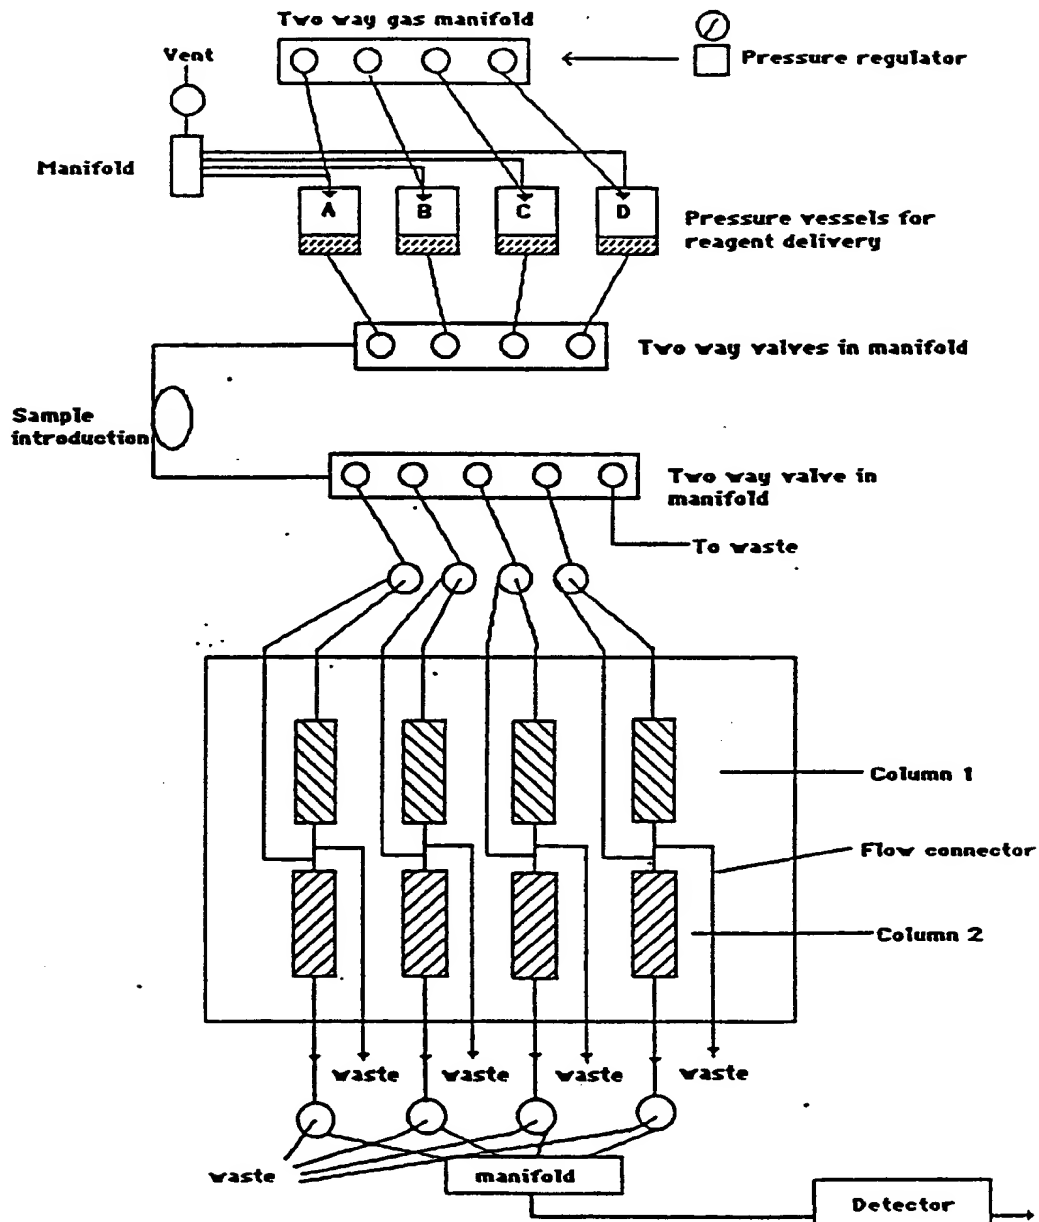 Two way gas manifold
Vent
Pressure regulator
Manifold
A
B
C
D
Pressure vessels for
reagent delivery
Two way valves in manifold
Sample
introduction
Two way valve in
manifold
To waste
Column 1
Flow connector
Column 2
waste
waste
waste
waste
waste
manifold
Detector